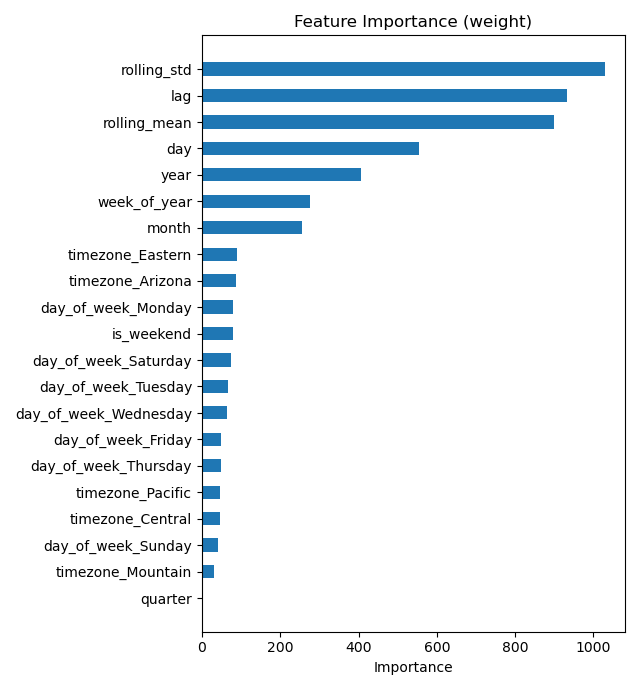 Feature Importance (weight)
rolling_std
lag
rolling_mean
day
year
week_of_year
month
timezone_Eastern
timezone_Arizona
day_of_week_Monday
is_weekend
day_of_week_Saturday
day_of_week_Tuesday
day_of_week_Wednesday
day_of_week_Friday
day_of_week_Thursday
timezone_Pacific
timezone_Central
day_of_week_Sunday
timezone_Mountain
quarter
0 200 400 600 800 1000
Importance